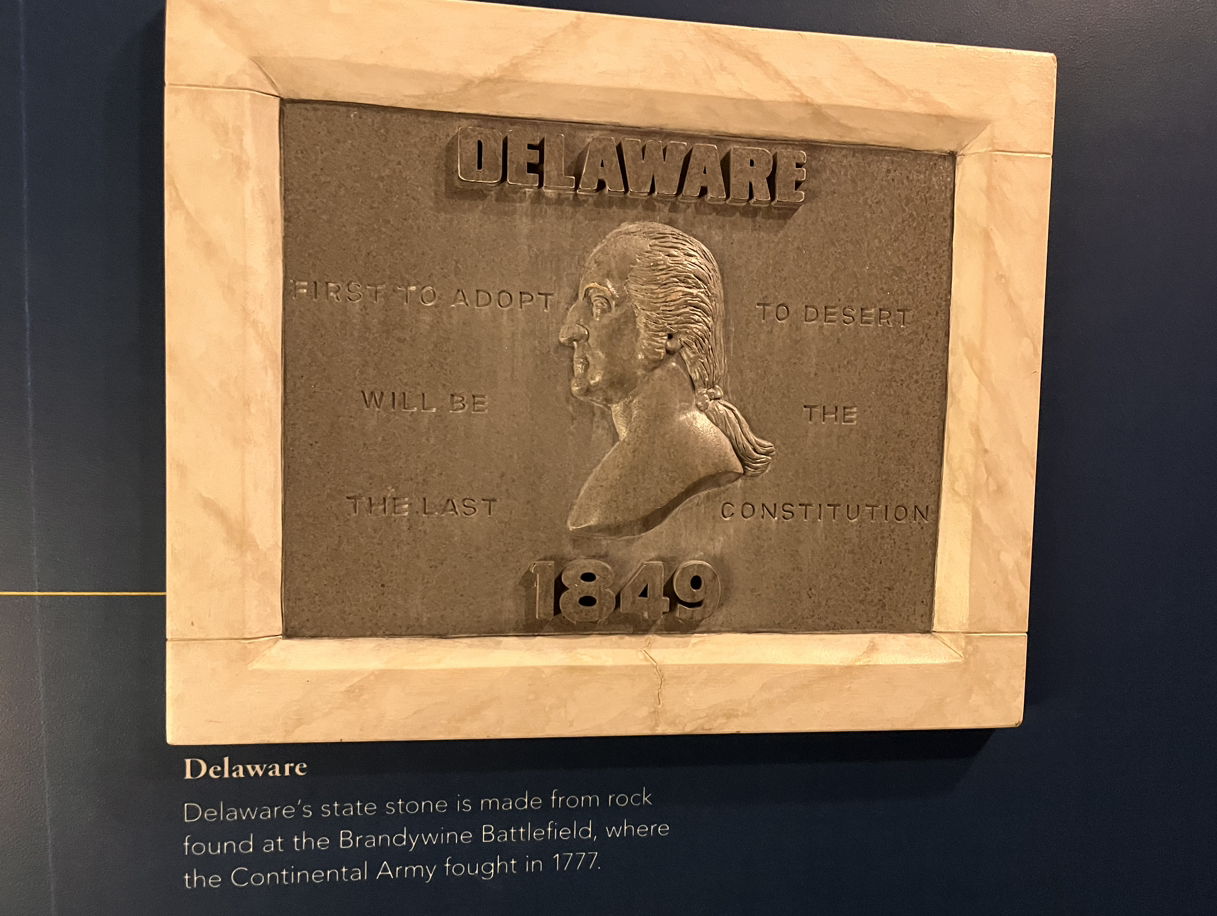 DELAWARE
FIRST TO ADOPT
WILL BE
THE LAST
TO DESERT
THE
CONSTITUTION
1849
Delaware
Delaware's state stone is made from rock
found at the Brandywine Battlefield, where
the Continental Army fought in 1777.